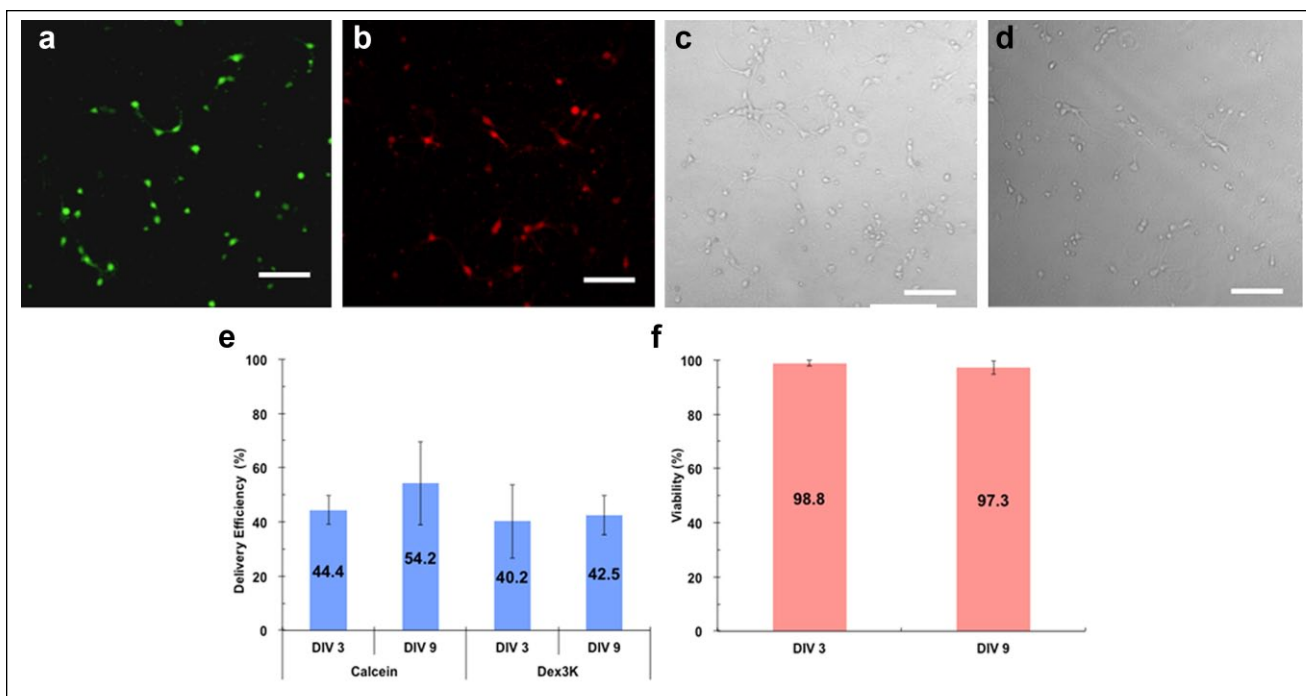 a b c d
e f
100
80
60
40
20
0
Delivery Efficiency (%)
44.4
54.2
40.2
42.5
DIV 3 DIV 9 DIV 3 DIV 9
Calcein Dex3K
100
80
60
40
20
0
Viability (%)
98.8
97.3
DIV 3 DIV 9